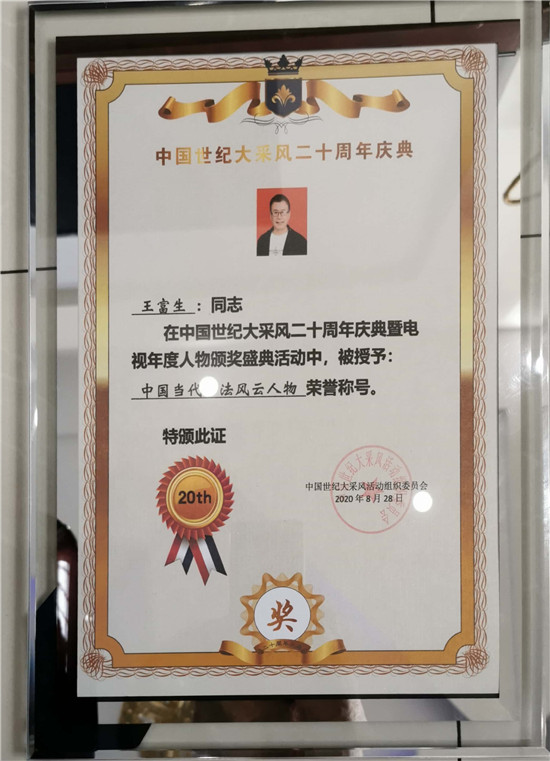 中国世纪大采风二十周年庆典
王富生：同志
在中国世纪大采风二十周年庆典暨电
视年度人物颁奖盛典活动中，被授予：
中国当代 法风云人物 荣誉称号。
特颁此证
20th
中国世纪大采风活动组织委员会
2020年8月28日
奖